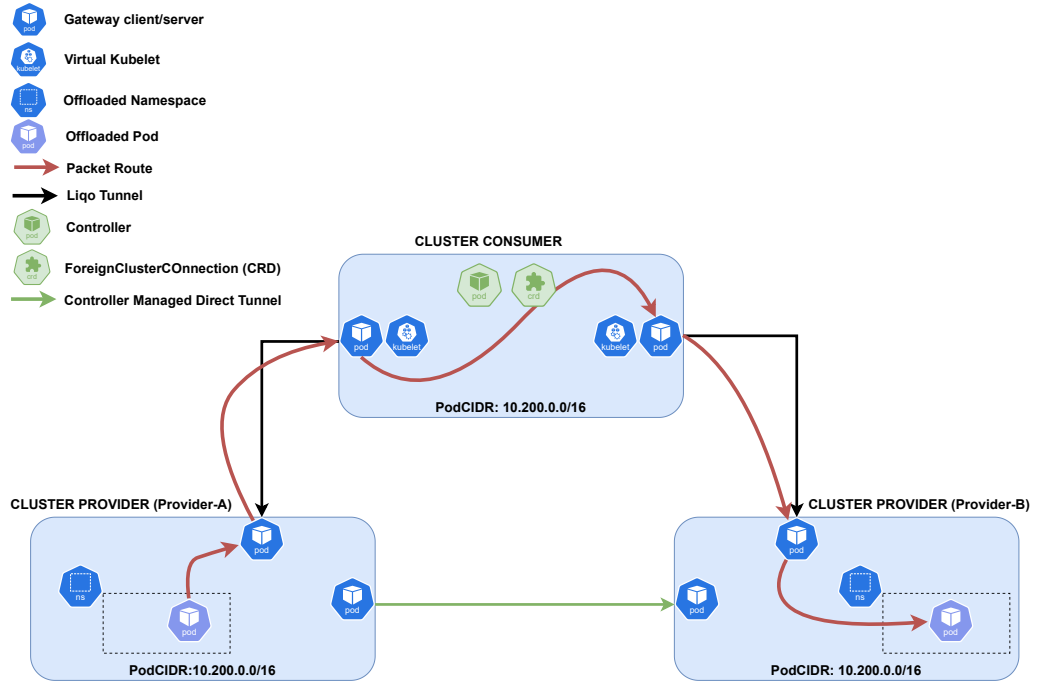 pod
Gateway client/server
kubelet
Virtual Kubelet
ns
Offloaded Namespace
pod
Offloaded Pod
Packet Route
Liqo Tunnel
pod
Controller
crd
ForeignClusterCOnnection (CRD)
Controller Managed Direct Tunnel
CLUSTER CONSUMER
pod
crd
pod
kubelet
kubelet
pod
PodCIDR: 10.200.0.0/16
CLUSTER PROVIDER (Provider-A)
pod
ns
pod
pod
PodCIDR:10.200.0.0/16
CLUSTER PROVIDER (Provider-B)
pod
ns
pod
pod
PodCIDR: 10.200.0.0/16